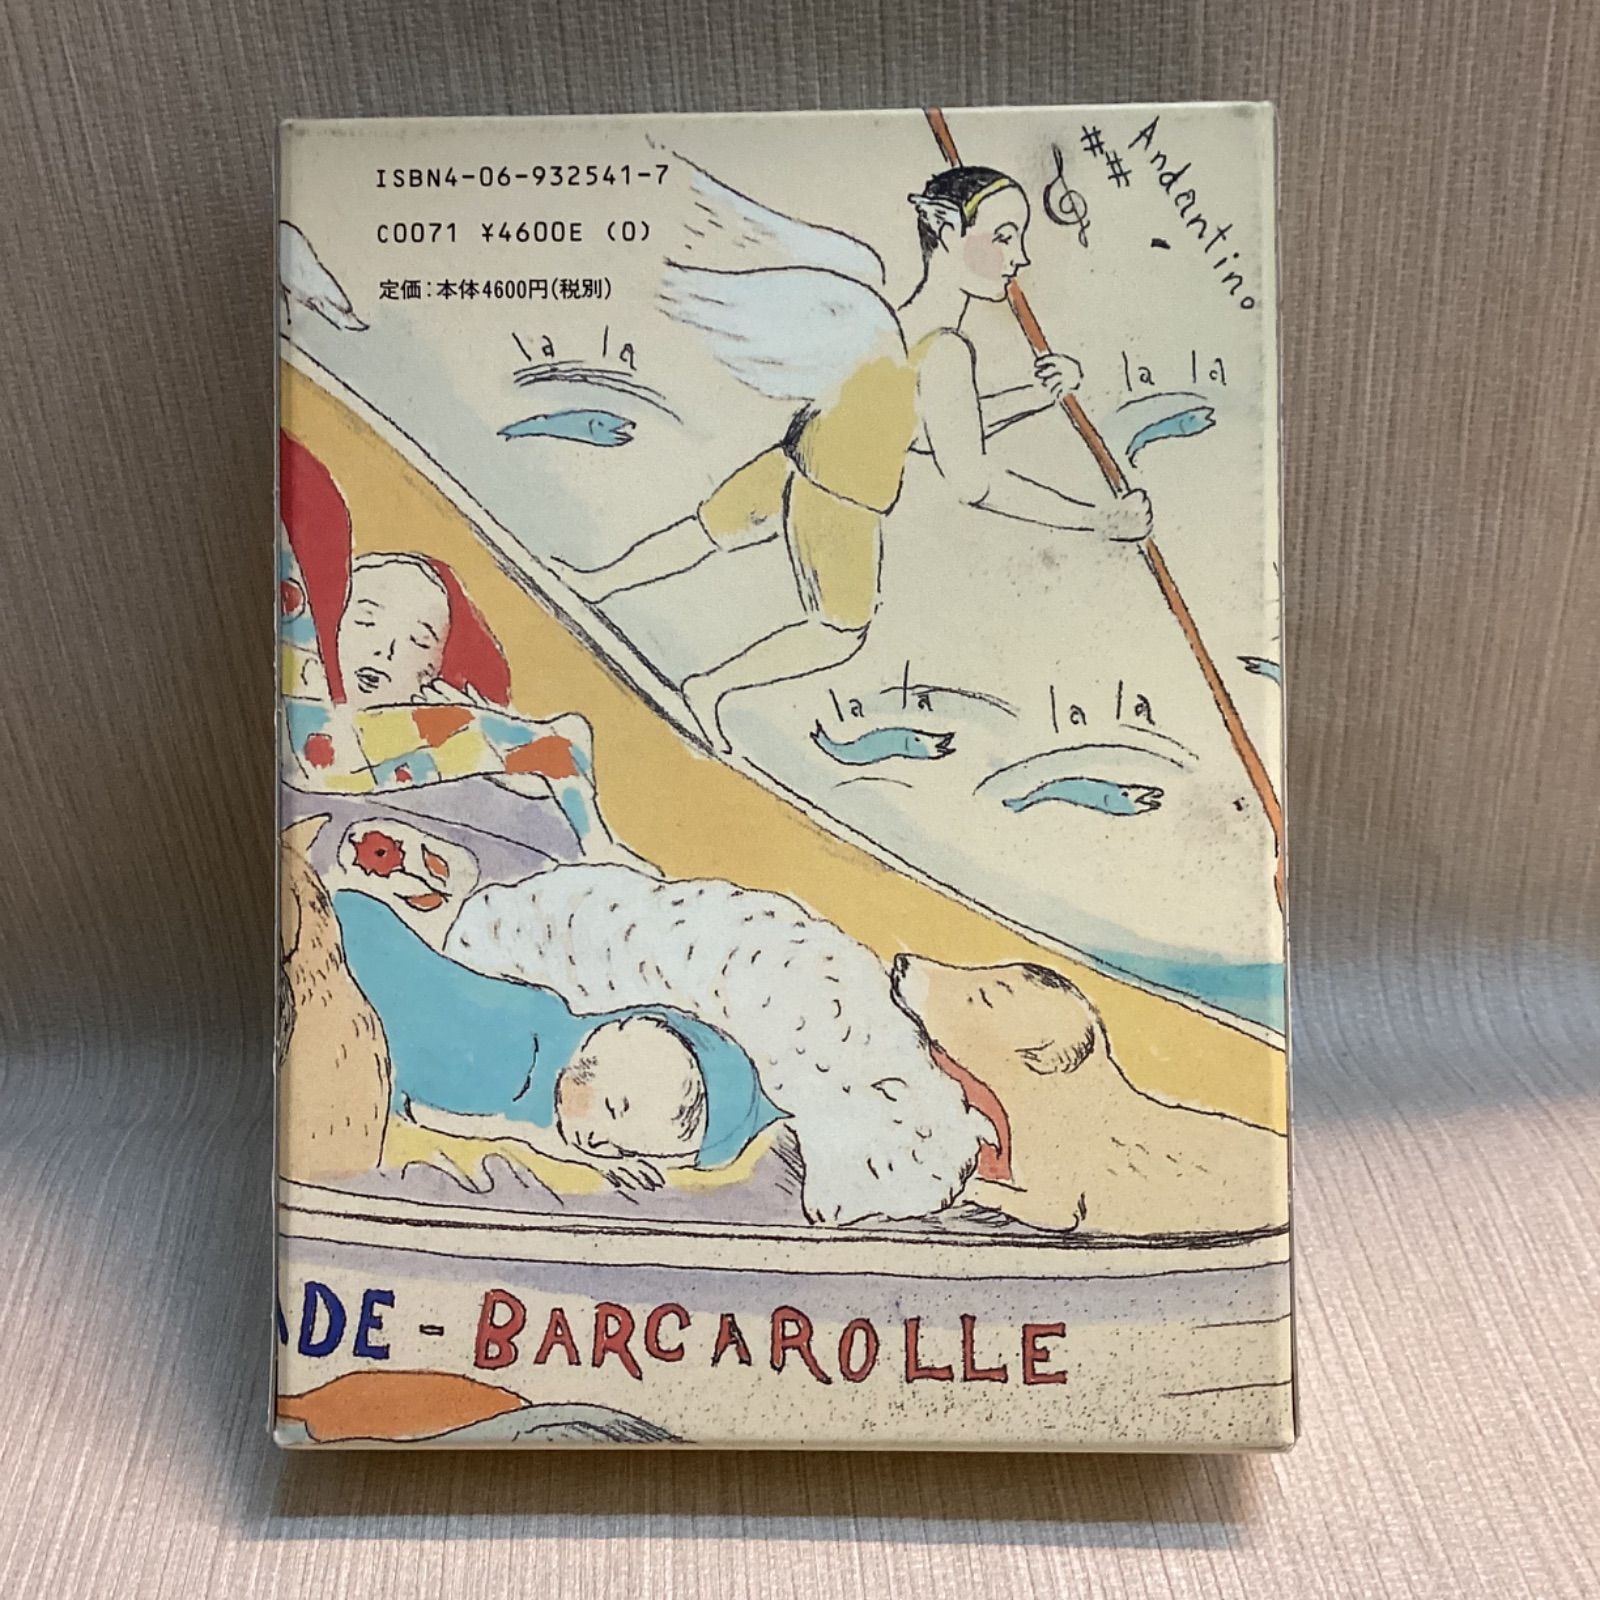 ISBN4-06-932541-7
C0071 ¥4600E (0)
定価:本体4600円(税別)
Andantino
la la
la la
la la
la la
ADE - BARCAROLLE